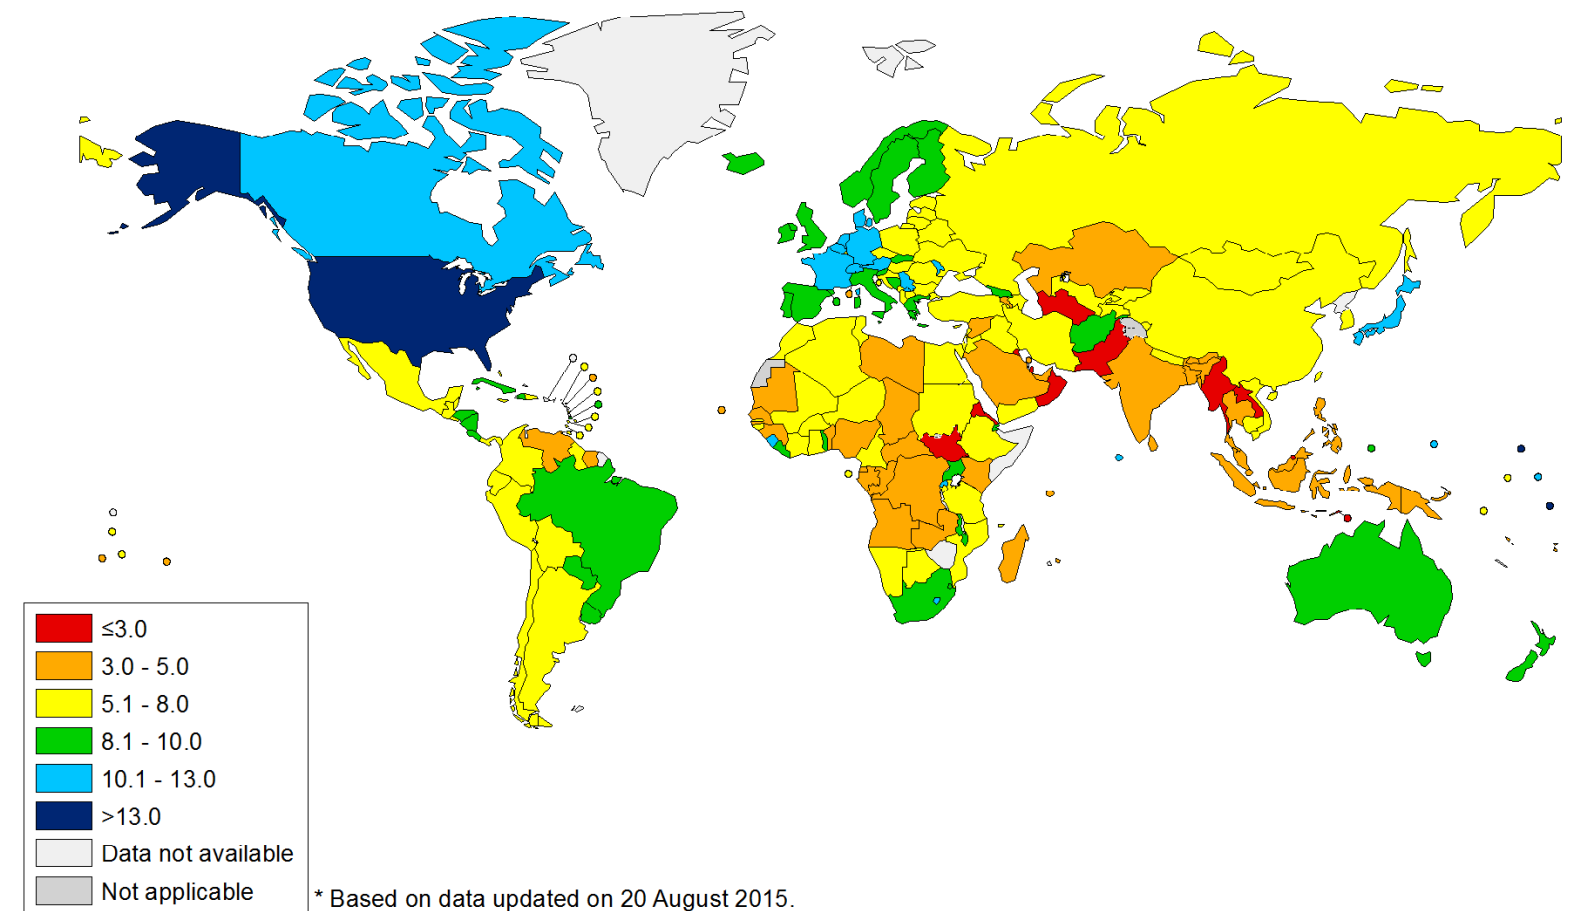 ≤3.0
3.0 - 5.0
5.1 - 8.0
8.1 - 10.0
10.1 - 13.0
>13.0
Data not available
Not applicable
* Based on data updated on 20 August 2015.